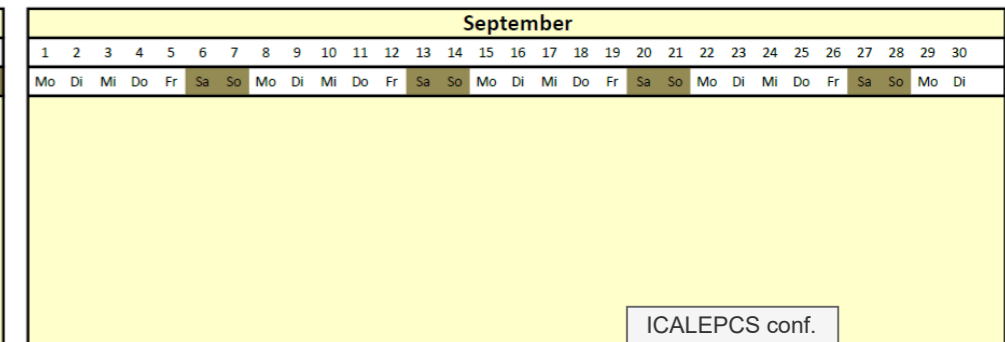 September
1 2 3 4 5 6 7 8 9 10 11 12 13 14 15 16 17 18 19 20 21 22 23 24 25 26 27 28 29 30
Mo Di Mi Do Fr Sa So Mo Di Mi Do Fr Sa So Mo Di Mi Do Fr Sa So Mo Di Mi Do Fr Sa So Mo Di
ICALEPCS conf.